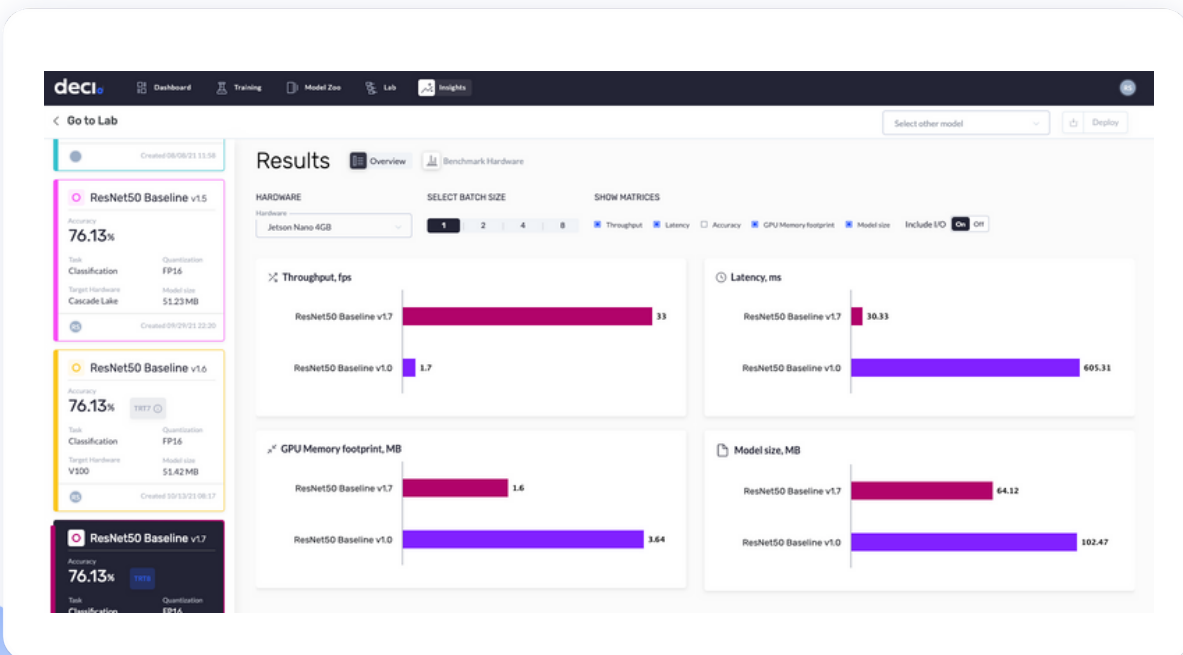 deci.
Dashboard
Training
Model Zoo
Lab
Insights
RS
Go to Lab
Select other model
Deploy
Created 08/08/21 11:58
ResNet50 Baseline v1.5
Accuracy
76.13%
Task
Quantization
Classification
FP16
Target Hardware
Model size
Cascade Lake
51.23 MB
RS
Created 09/29/21 22:20
ResNet50 Baseline v1.6
Accuracy
76.13%
TRT7
Task
Quantization
Classification
FP16
Target Hardware
Model size
V100
51.42 MB
RS
Created 10/13/21 08:17
ResNet50 Baseline v1.7
Accuracy
76.13%
Task
Quantization
Classification
FP16
Results
Overview
Benchmark Hardware
HARDWARE
SELECT BATCH SIZE
SHOW MATRICES
Hardware
Jetson Nano 4GB
1
2
4
8
Throughput
Latency
Accuracy
GPU Memory footprint
Model size
Include I/O
On
Off
Throughput, fps
ResNet50 Baseline v1.7
33
ResNet50 Baseline v1.0
1.7
Latency, ms
ResNet50 Baseline v1.7
30.33
ResNet50 Baseline v1.0
605.31
GPU Memory footprint, MB
ResNet50 Baseline v1.7
1.6
ResNet50 Baseline v1.0
3.64
Model size, MB
ResNet50 Baseline v1.7
64.12
ResNet50 Baseline v1.0
102.47